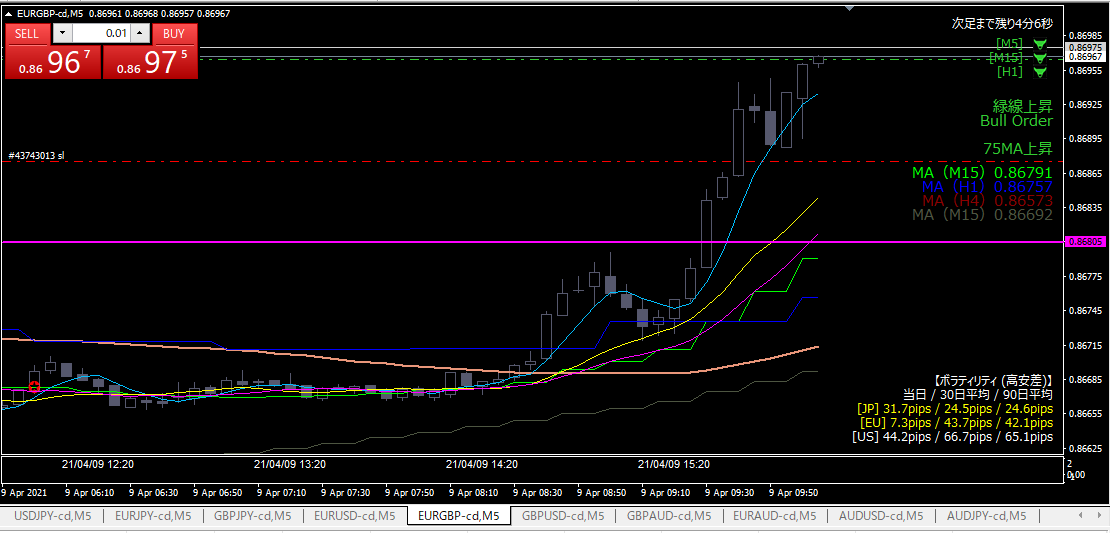 EURGBP-cd,M5 0.86961 0.86968 0.86957 0.86967
SELL 0.01 BUY
0.86 96 7 0.86 97 5
次足まで残り4分6秒
[M5]
[M15]
[H1]
緑線上昇
Bull Order
75MA上昇
MA（M15）0.86791
MA（H1）0.86757
MA（H4）0.86573
MA（M15）0.86692
#43743013 sl
0.86985
0.86975
0.86967
0.86955
0.86925
0.86895
0.86865
0.86835
0.86805
0.86775
0.86745
0.86715
0.86685
0.86655
0.86625
【ボラティリティ(高安差)】
当日 / 30日平均 / 90日平均
[JP] 31.7pips / 24.5pips / 24.6pips
[EU] 7.3pips / 43.7pips / 42.1pips
[US] 44.2pips / 66.7pips / 65.1pips
21/04/09 12:20 21/04/09 13:20 21/04/09 14:20 21/04/09 15:20
2
0.00
9 Apr 2021 9 Apr 06:10 9 Apr 06:30 9 Apr 06:50 9 Apr 07:10 9 Apr 07:30 9 Apr 07:50 9 Apr 08:10 9 Apr 08:30 9 Apr 08:50 9 Apr 09:10 9 Apr 09:30 9 Apr 09:50
USDJPY-cd,M5 EURJPY-cd,M5 GBPJPY-cd,M5 EURUSD-cd,M5 EURGBP-cd,M5 GBPUSD-cd,M5 GBPAUD-cd,M5 EURAUD-cd,M5 AUDUSD-cd,M5 AUDJPY-cd,M5